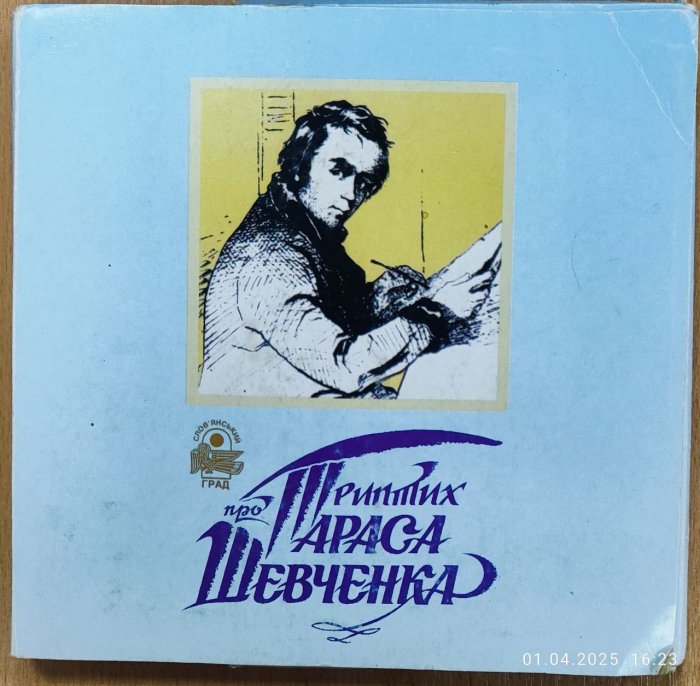 СЛОВ'ЯНСЬКИЙ
ГРАД
Триптих
про ТАРАСА
ШЕВЧЕНКА
01.04.2025 16:23